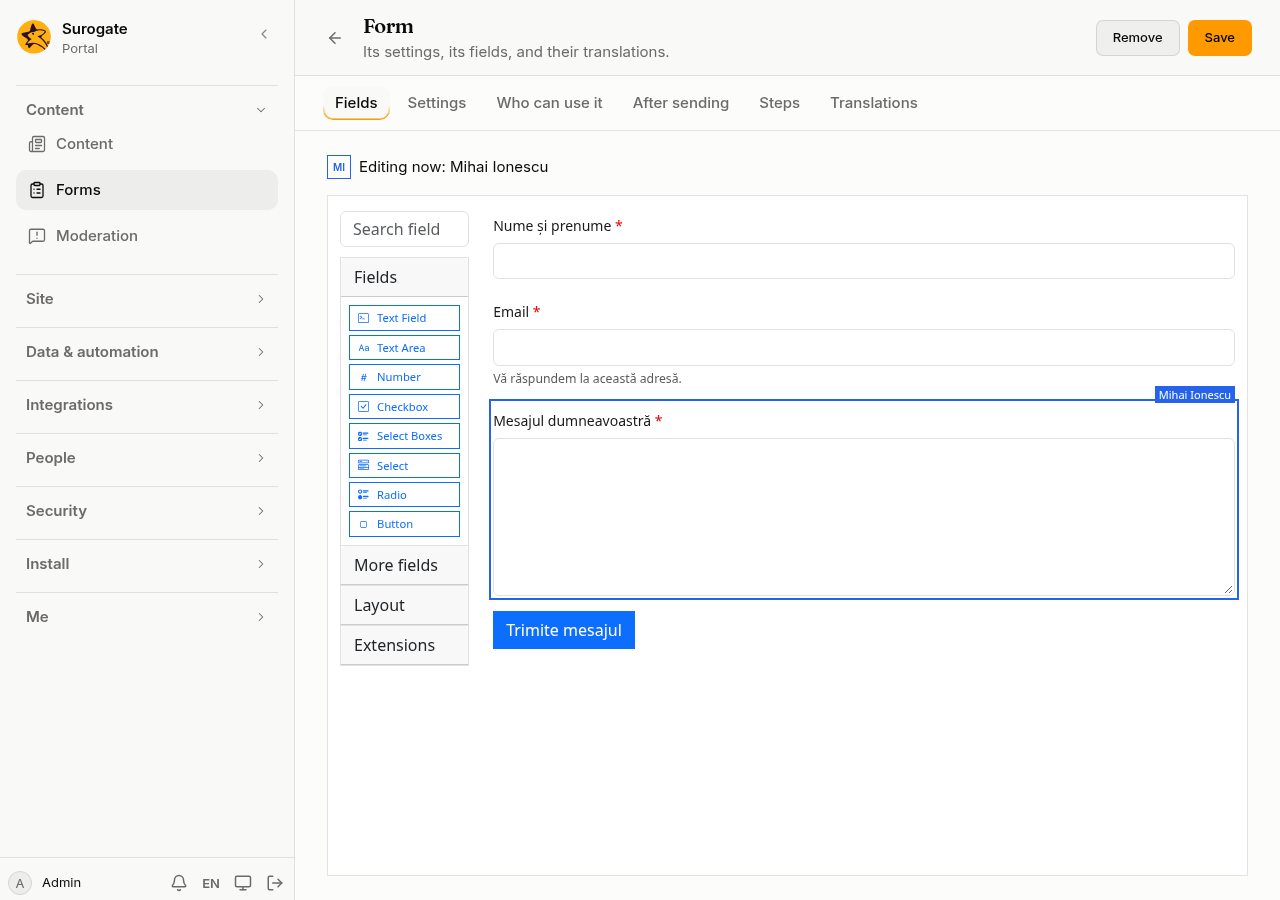 Surogate
Portal
Content
Content
Forms
Moderation
Site
Data & automation
Integrations
People
Security
Install
Me
A
Admin
EN
Form
Its settings, its fields, and their translations.
Remove
Save
Fields
Settings
Who can use it
After sending
Steps
Translations
MI
Editing now: Mihai Ionescu
Search field
Fields
Text Field
Aa Text Area
# Number
Checkbox
Select Boxes
Select
Radio
Button
More fields
Layout
Extensions
Nume și prenume *
Email *
Vă răspundem la această adresă.
Mihai Ionescu
Mesajul dumneavoastră *
Trimite mesajul